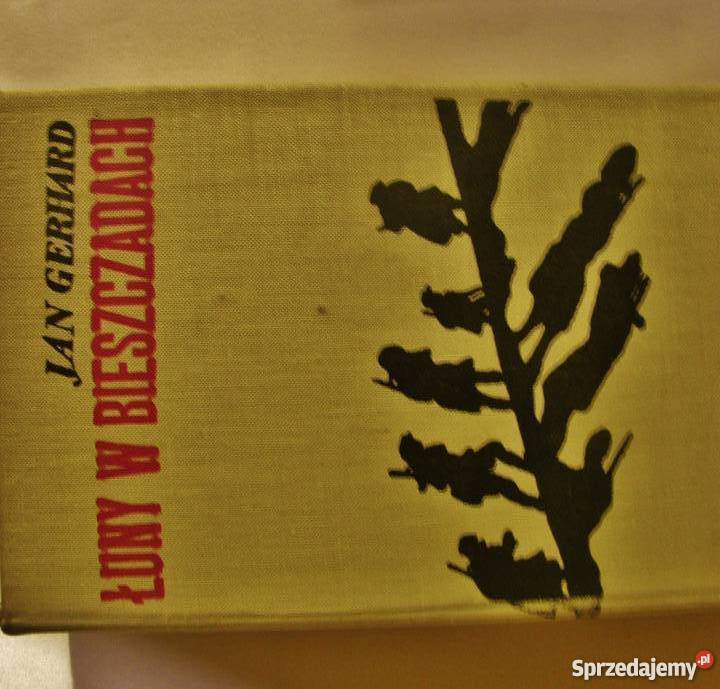 JAN GERHARD
ŁUNY W BIESZCZADACH
Sprzedajemy.pl